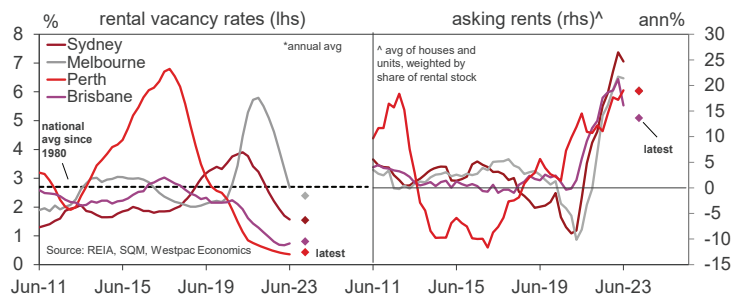 % rental vacancy rates (lhs) asking rents (rhs)^ ann%
8
7
6
5
4
3
2
1
0
Sydney
Melbourne
Perth
Brisbane
*annual avg
national
avg since
1980
Source: REIA, SQM, Westpac Economics
latest
^ avg of houses and
units, weighted by
share of rental stock
latest
30
25
20
15
10
5
0
-5
-10
-15
Jun-11 Jun-15 Jun-19 Jun-23 Jun-11 Jun-15 Jun-19 Jun-23